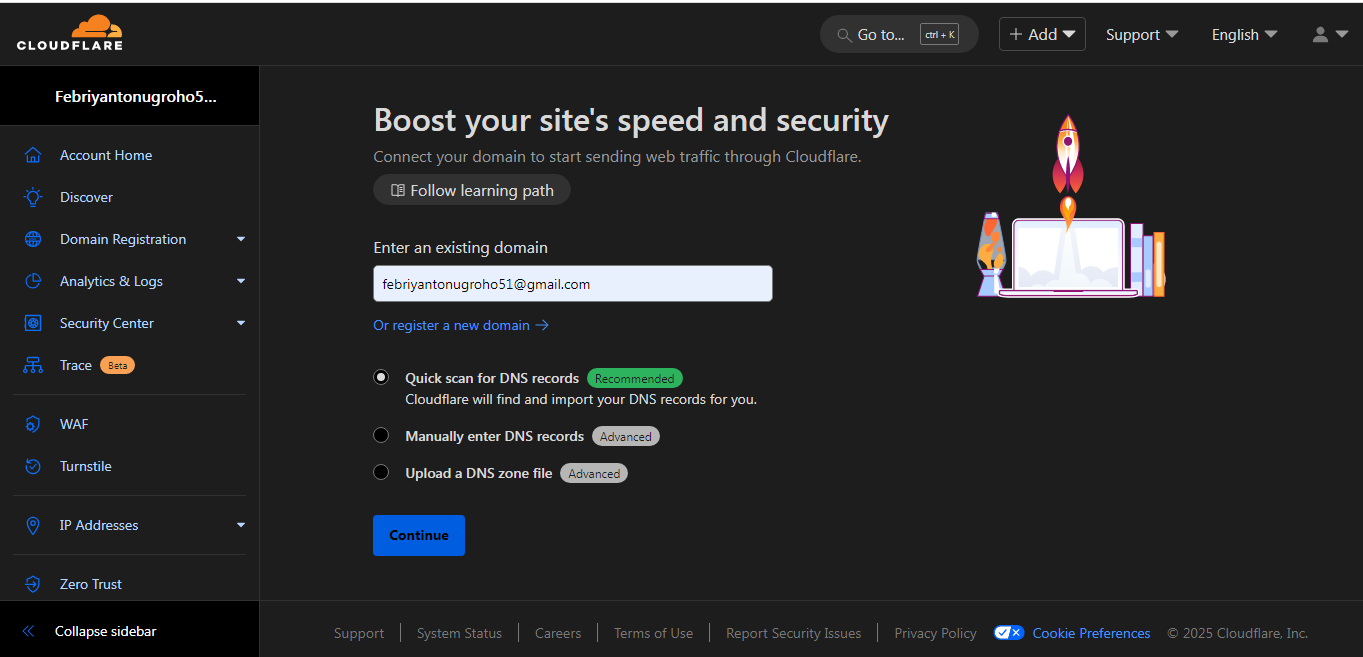 CLOUDFLARE
Go to... ctrl + K
+ Add
Support
English
Febriyantonugroho5...
Account Home
Discover
Domain Registration
Analytics & Logs
Security Center
Trace Beta
WAF
Turnstile
IP Addresses
Zero Trust
Collapse sidebar
Boost your site's speed and security
Connect your domain to start sending web traffic through Cloudflare.
Follow learning path
Enter an existing domain
febriyantonugroho51@gmail.com
Or register a new domain →
Quick scan for DNS records Recommended
Cloudflare will find and import your DNS records for you.
Manually enter DNS records Advanced
Upload a DNS zone file Advanced
Continue
Support | System Status | Careers | Terms of Use | Report Security Issues | Privacy Policy Cookie Preferences © 2025 Cloudflare, Inc.